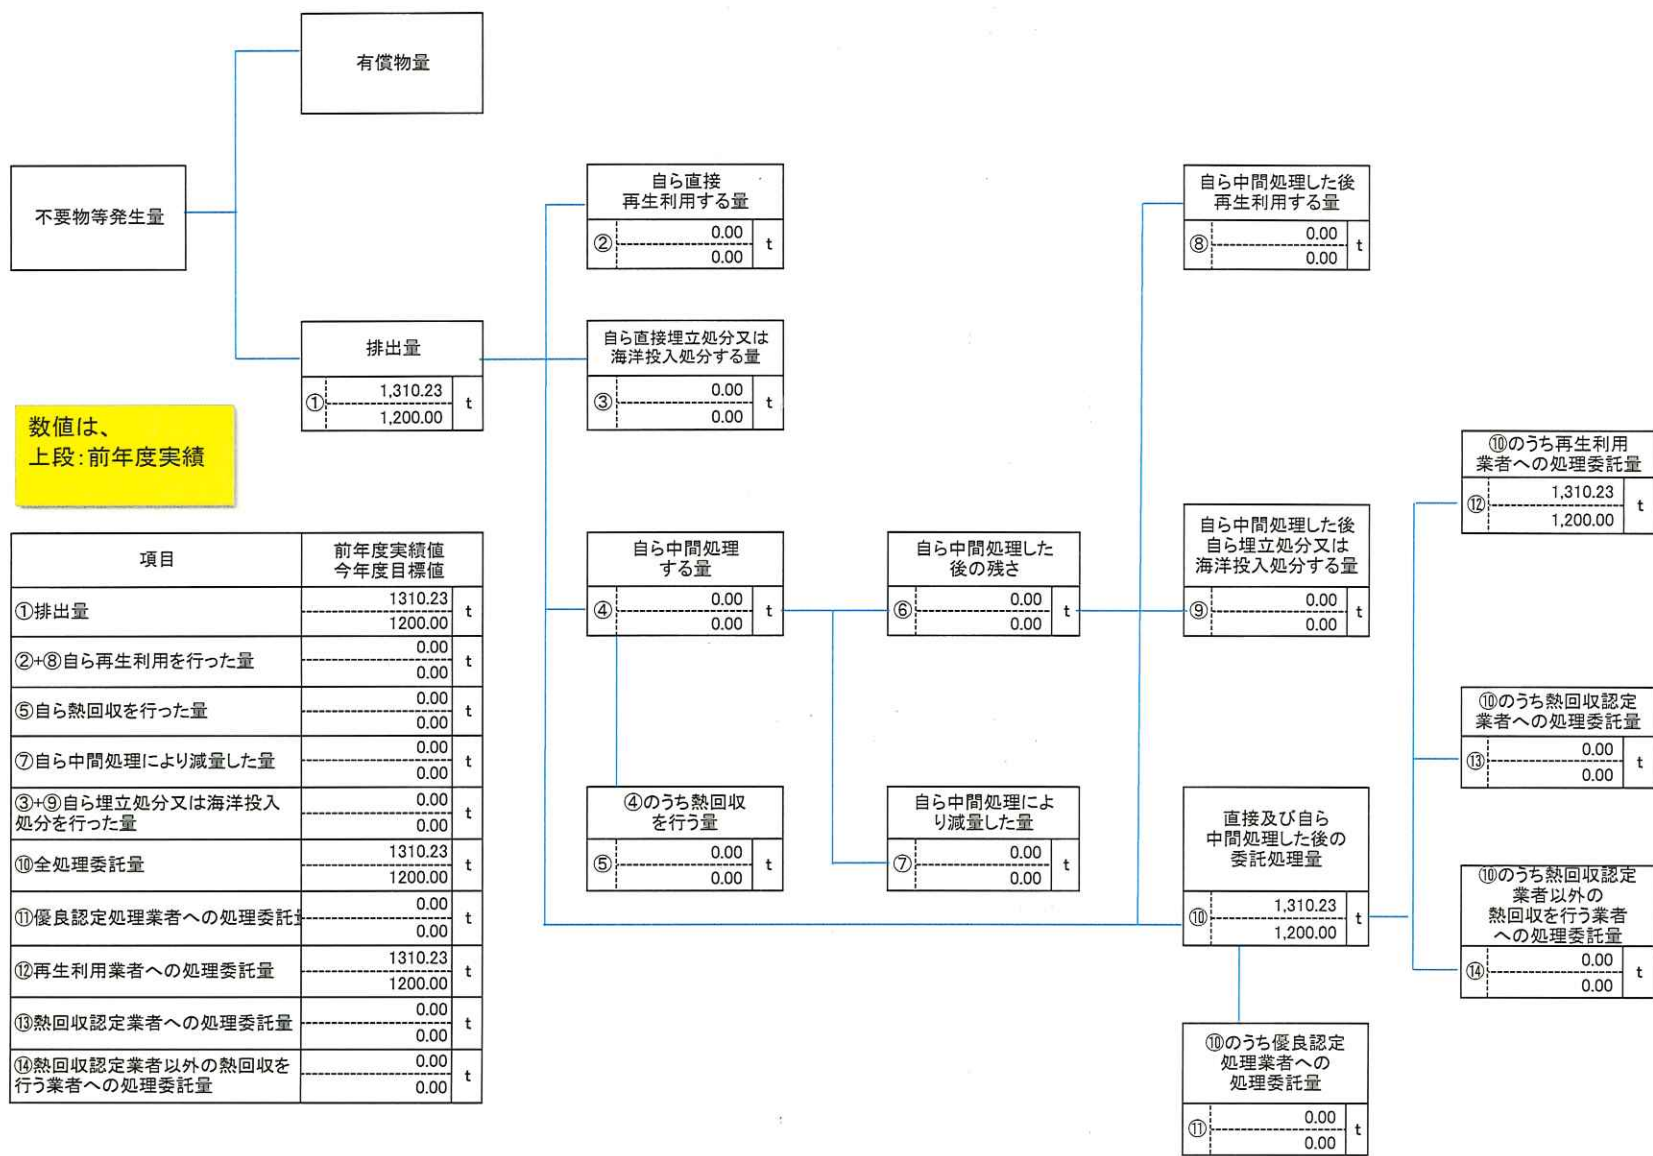 有償物量
不要物等発生量
排出量
① 1,310.23 t
1,200.00
数値は、
上段:前年度実績
自ら直接
再生利用する量
② 0.00 t
0.00
自ら直接埋立処分又は
海洋投入処分する量
③ 0.00 t
0.00
自ら中間処理
する量
④ 0.00 t
0.00
④のうち熱回収
を行う量
⑤ 0.00 t
0.00
自ら中間処理した
後の残さ
⑥ 0.00 t
0.00
自ら中間処理によ
り減量した量
⑦ 0.00 t
0.00
自ら中間処理した後
再生利用する量
⑧ 0.00 t
0.00
自ら中間処理した後
自ら埋立処分又は
海洋投入処分する量
⑨ 0.00 t
0.00
直接及び自ら
中間処理した後の
委託処理量
⑩ 1,310.23 t
1,200.00
⑩のうち優良認定
処理業者への
処理委託量
⑪ 0.00 t
0.00
⑩のうち再生利用
業者への処理委託量
⑫ 1,310.23 t
1,200.00
⑩のうち熱回収認定
業者への処理委託量
⑬ 0.00 t
0.00
⑩のうち熱回収認定
業者以外の
熱回収を行う業者
への処理委託量
⑭ 0.00 t
0.00
項目 前年度実績値
今年度目標値
①排出量 1310.23 t
1200.00
②+⑧自ら再生利用を行った量 0.00 t
0.00
⑤自ら熱回収を行った量 0.00 t
0.00
⑦自ら中間処理により減量した量 0.00 t
0.00
③+⑨自ら埋立処分又は海洋投入 0.00 t
処分を行った量 0.00
⑩全処理委託量 1310.23 t
1200.00
⑪優良認定処理業者への処理委託 0.00 t
0.00
⑫再生利用業者への処理委託量 1310.23 t
1200.00
⑬熱回収認定業者への処理委託量 0.00 t
0.00
⑭熱回収認定業者以外の熱回収を 0.00 t
行う業者への処理委託量 0.00